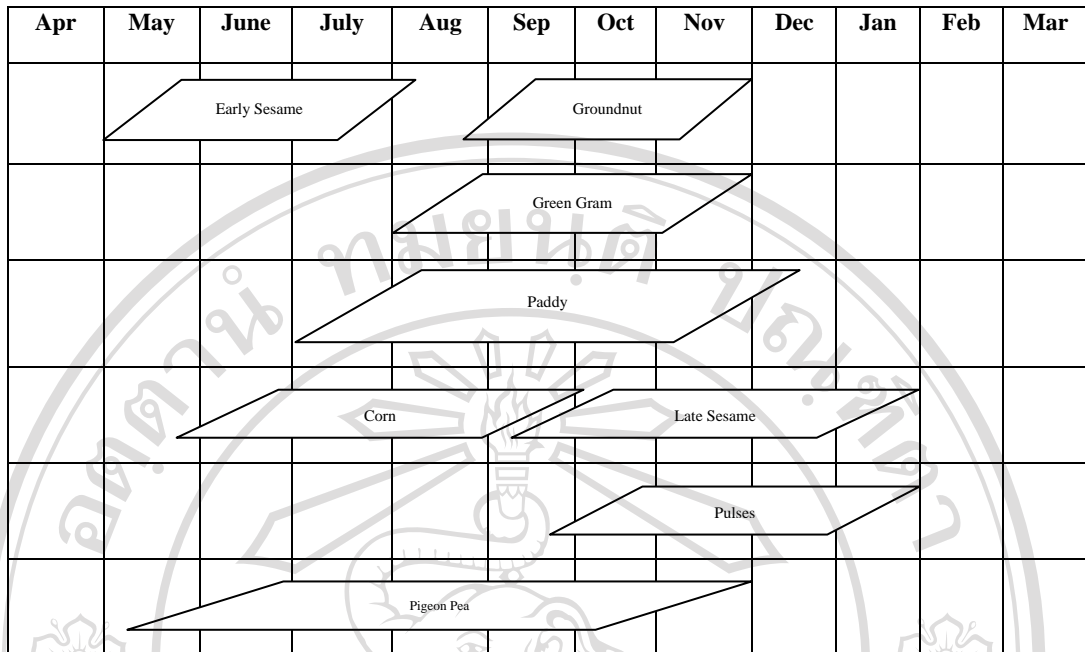 Apr May June July Aug Sep Oct Nov Dec Jan Feb Mar
Early Sesame Groundnut
Green Gram
Paddy
Corn Late Sesame
Pulses
Pigeon Pea